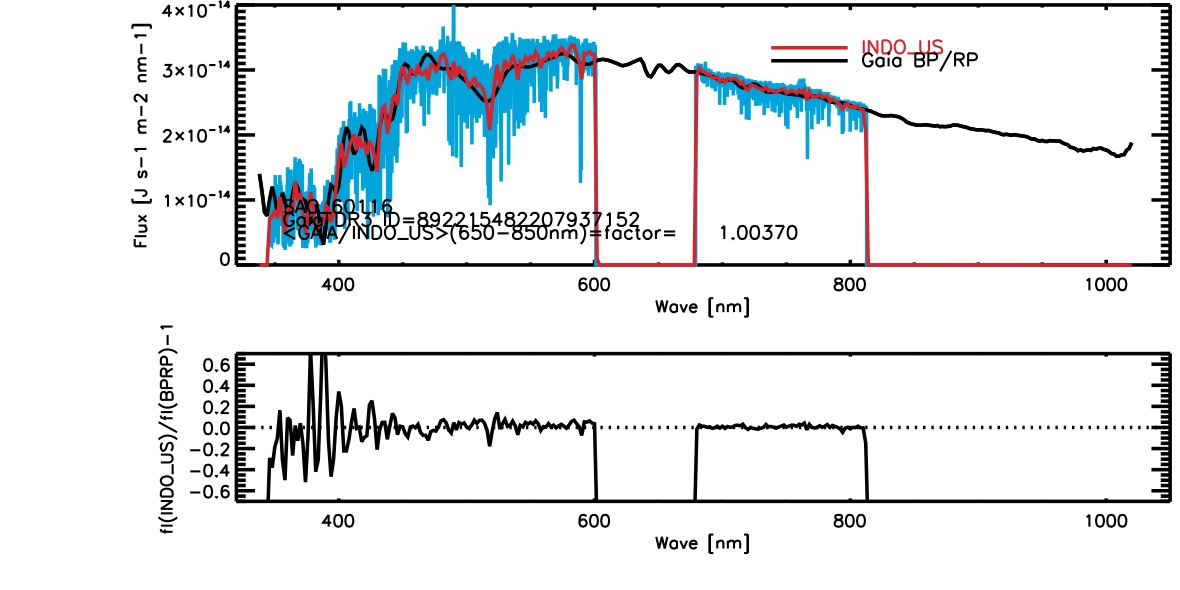 4×10⁻¹⁴
3×10⁻¹⁴
2×10⁻¹⁴
1×10⁻¹⁴
0
Flux [J s-1 m-2 nm-1]
INDO_US
Gaia BP/RP
SAO_60116
Gaia DR3 ID=892215482207937152
<GAIA/INDO_US>(650-850nm)=factor= 1.00370
400 600 800 1000
Wave [nm]
fl(INDO_US)/fl(BPRP)-1
0.6
0.4
0.2
0.0
-0.2
-0.4
-0.6
400 600 800 1000
Wave [nm]